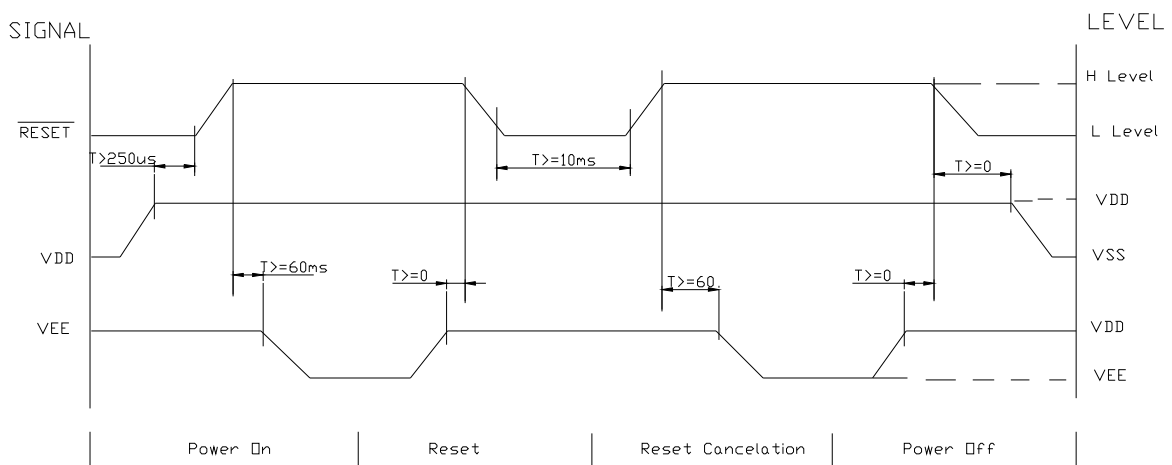 SIGNAL
LEVEL
H Level
RESET
L Level
T>250us
T>=10ms
T>=0
VDD
VDD
VSS
T>=60ms
T>=0
T>=60.
T>=0
VEE
VDD
VEE
Power On
Reset
Reset Cancelation
Power Off